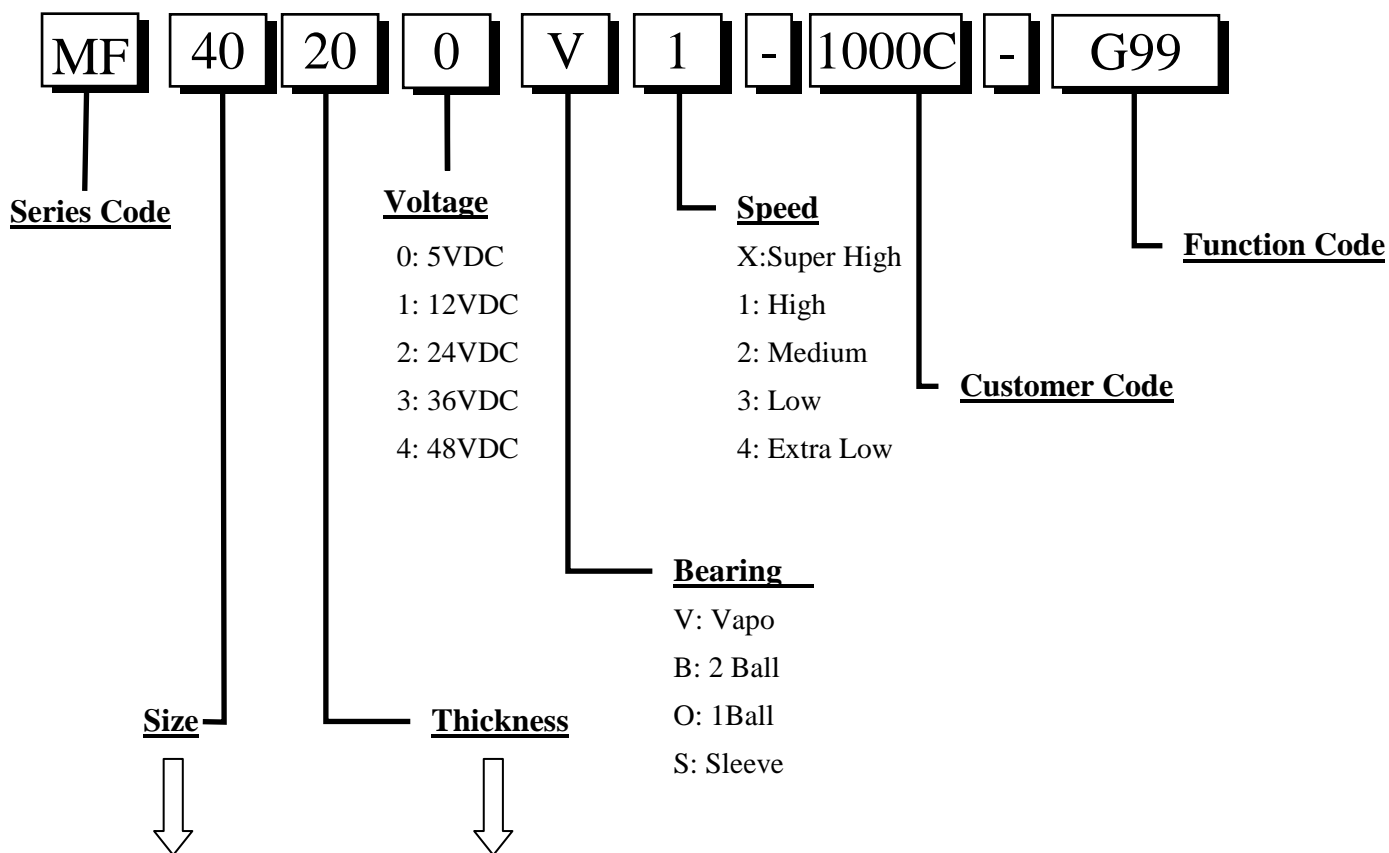 MF 40 20 0 V 1 - 1000C - G99
Series Code
Voltage
0: 5VDC
1: 12VDC
2: 24VDC
3: 36VDC
4: 48VDC
Speed
X:Super High
1: High
2: Medium
3: Low
4: Extra Low
Function Code
Customer Code
Bearing
V: Vapo
B: 2 Ball
O: 1Ball
S: Sleeve
Size
Thickness